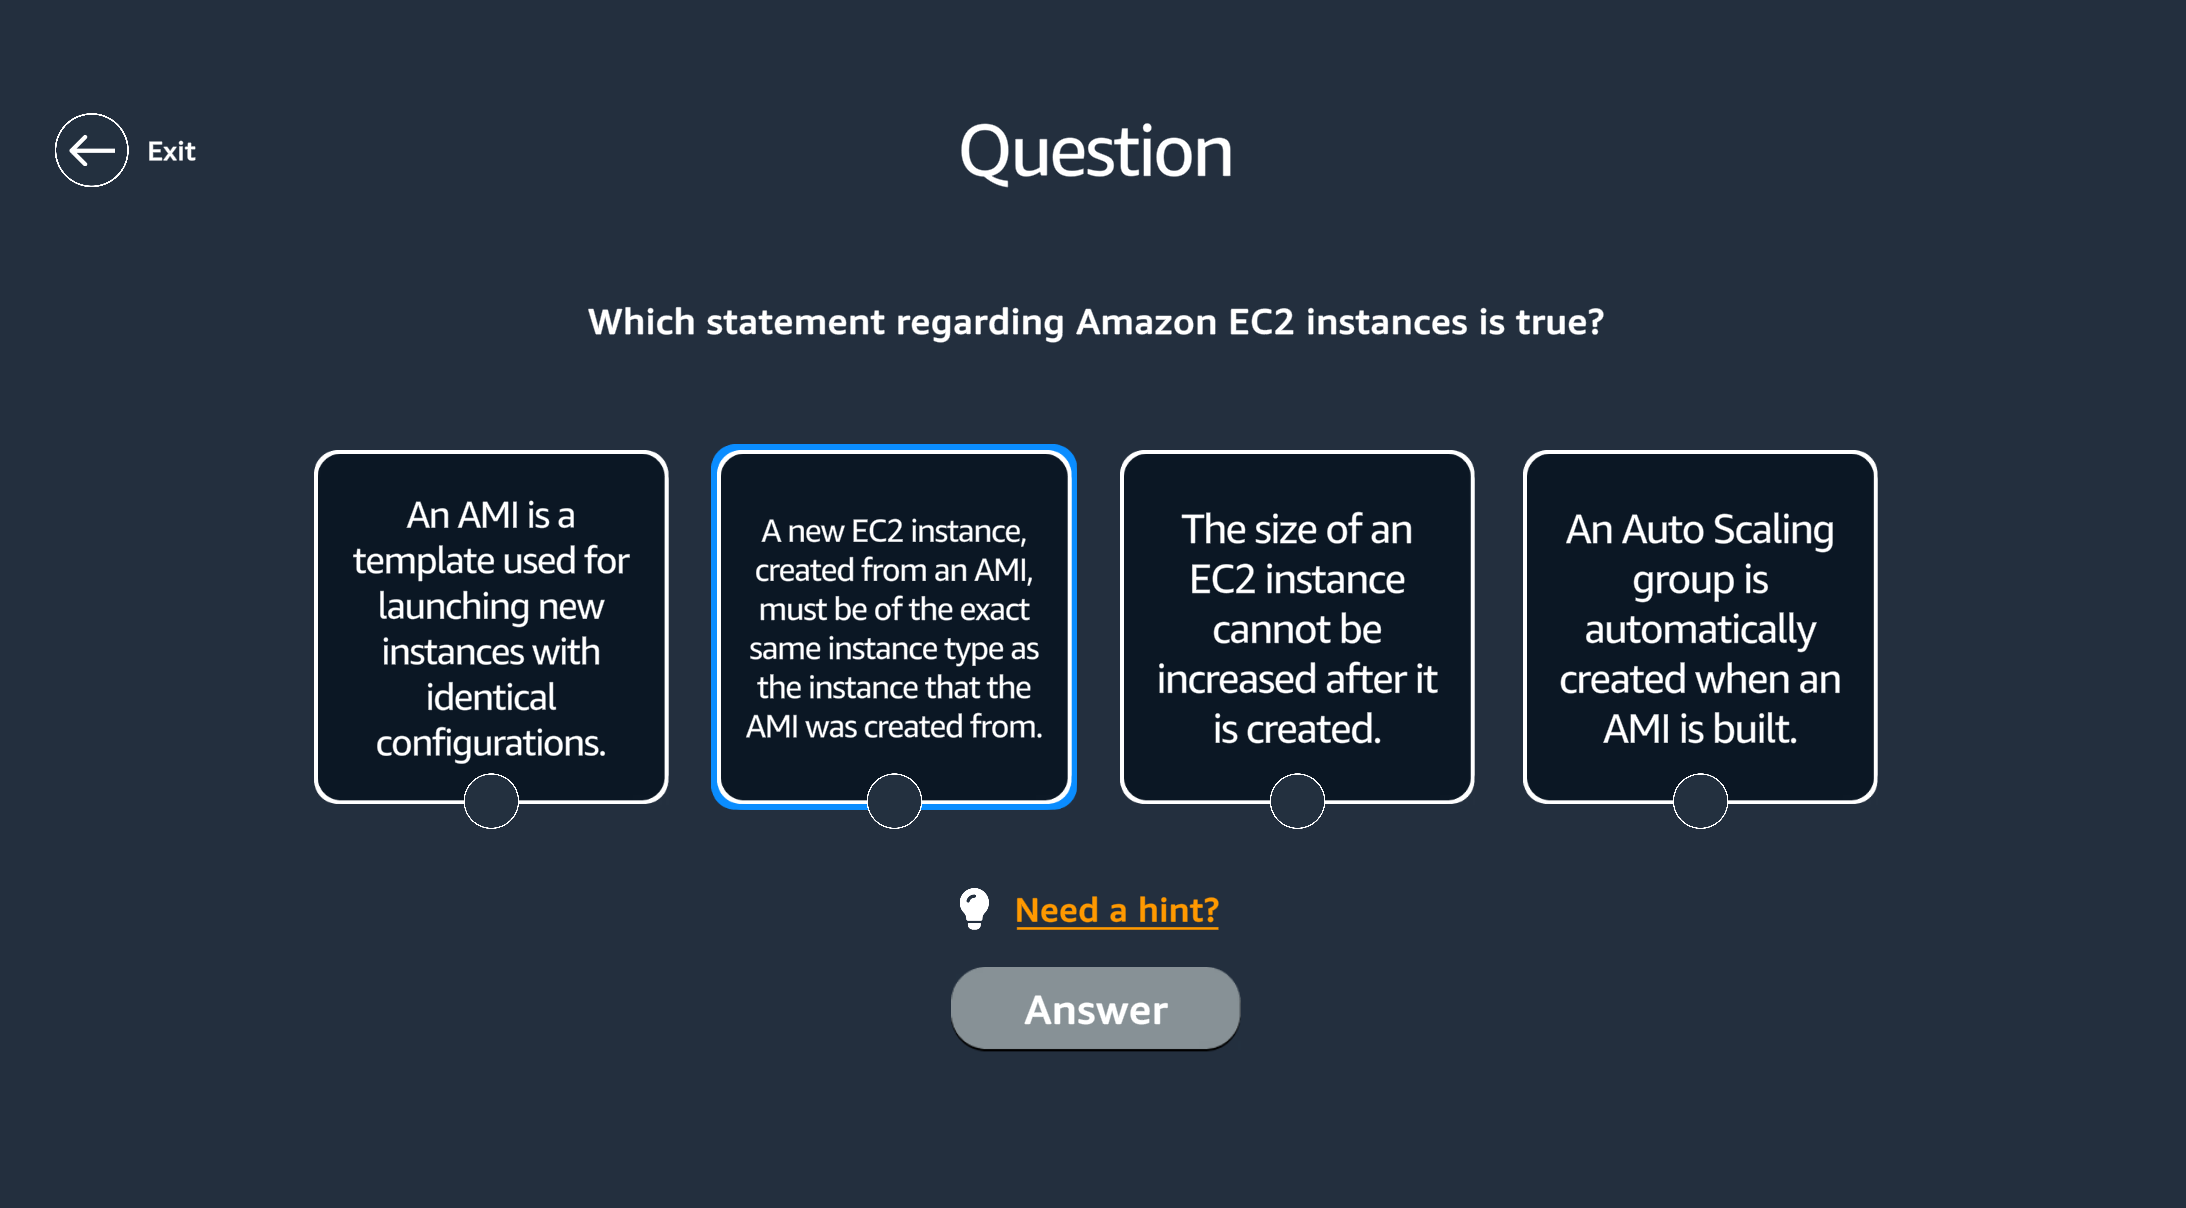 Exit
Question
Which statement regarding Amazon EC2 instances is true?
An AMI is a
template used for
launching new
instances with
identical
configurations.
A new EC2 instance,
created from an AMI,
must be of the exact
same instance type as
the instance that the
AMI was created from.
The size of an
EC2 instance
cannot be
increased after it
is created.
An Auto Scaling
group is
automatically
created when an
AMI is built.
Need a hint?
Answer